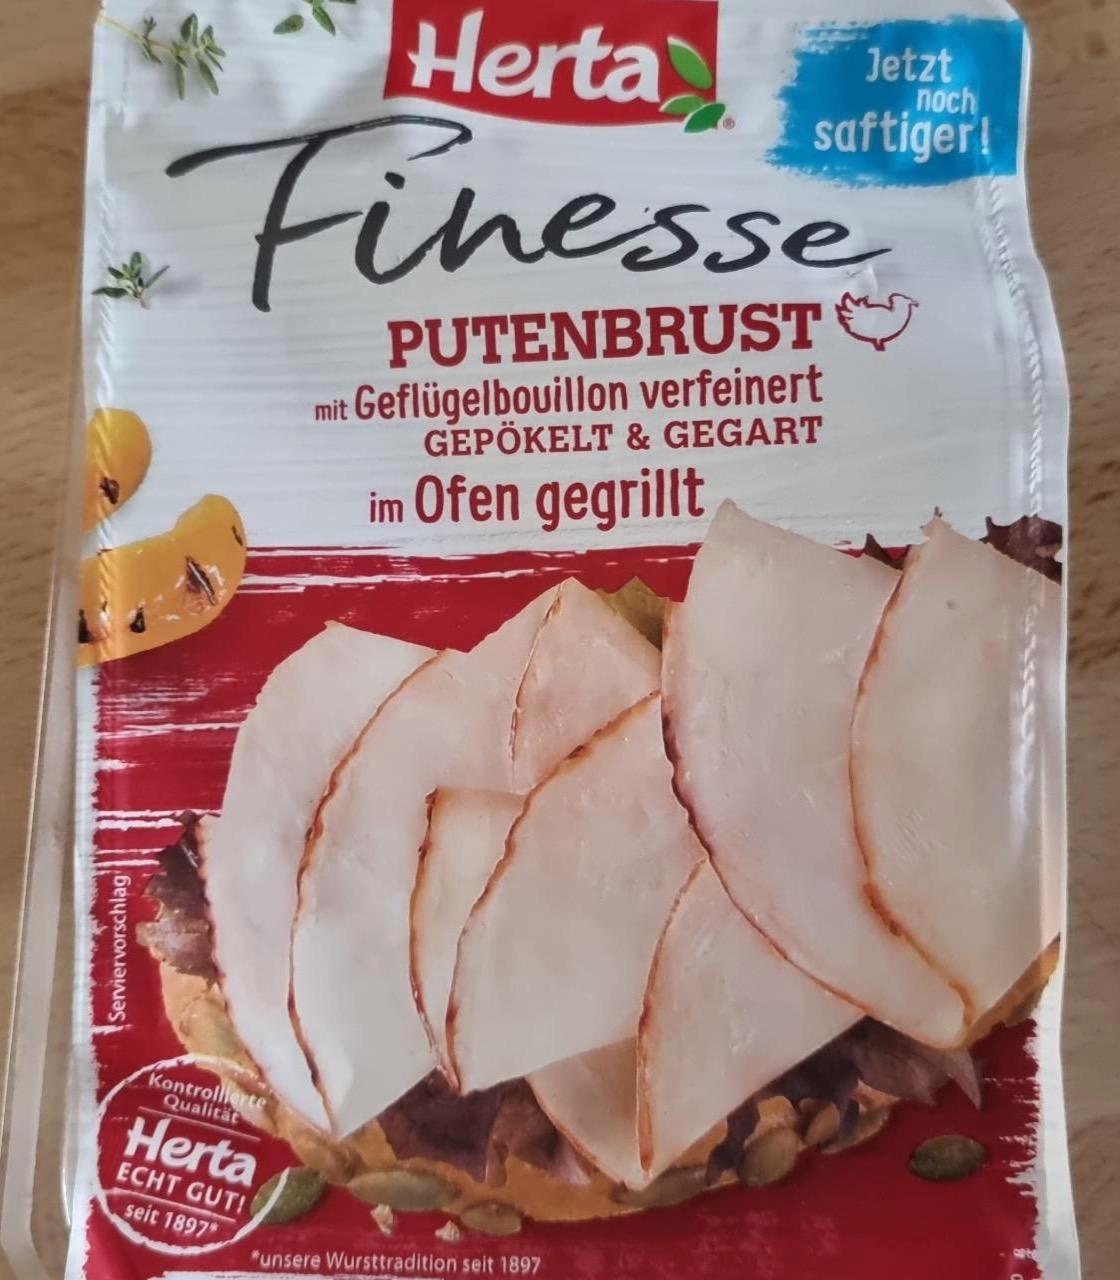 Herta
Jetzt
noch
saftiger!
Finesse
PUTENBRUST
mit Geflügelbouillon verfeinert
GEPÖKELT & GEGART
im Ofen gegrillt
Serviervorschlag
Kontrollierte
Qualität
Herta
ECHT GUT!
seit 1897*
*unsere Wursttradition seit 1897